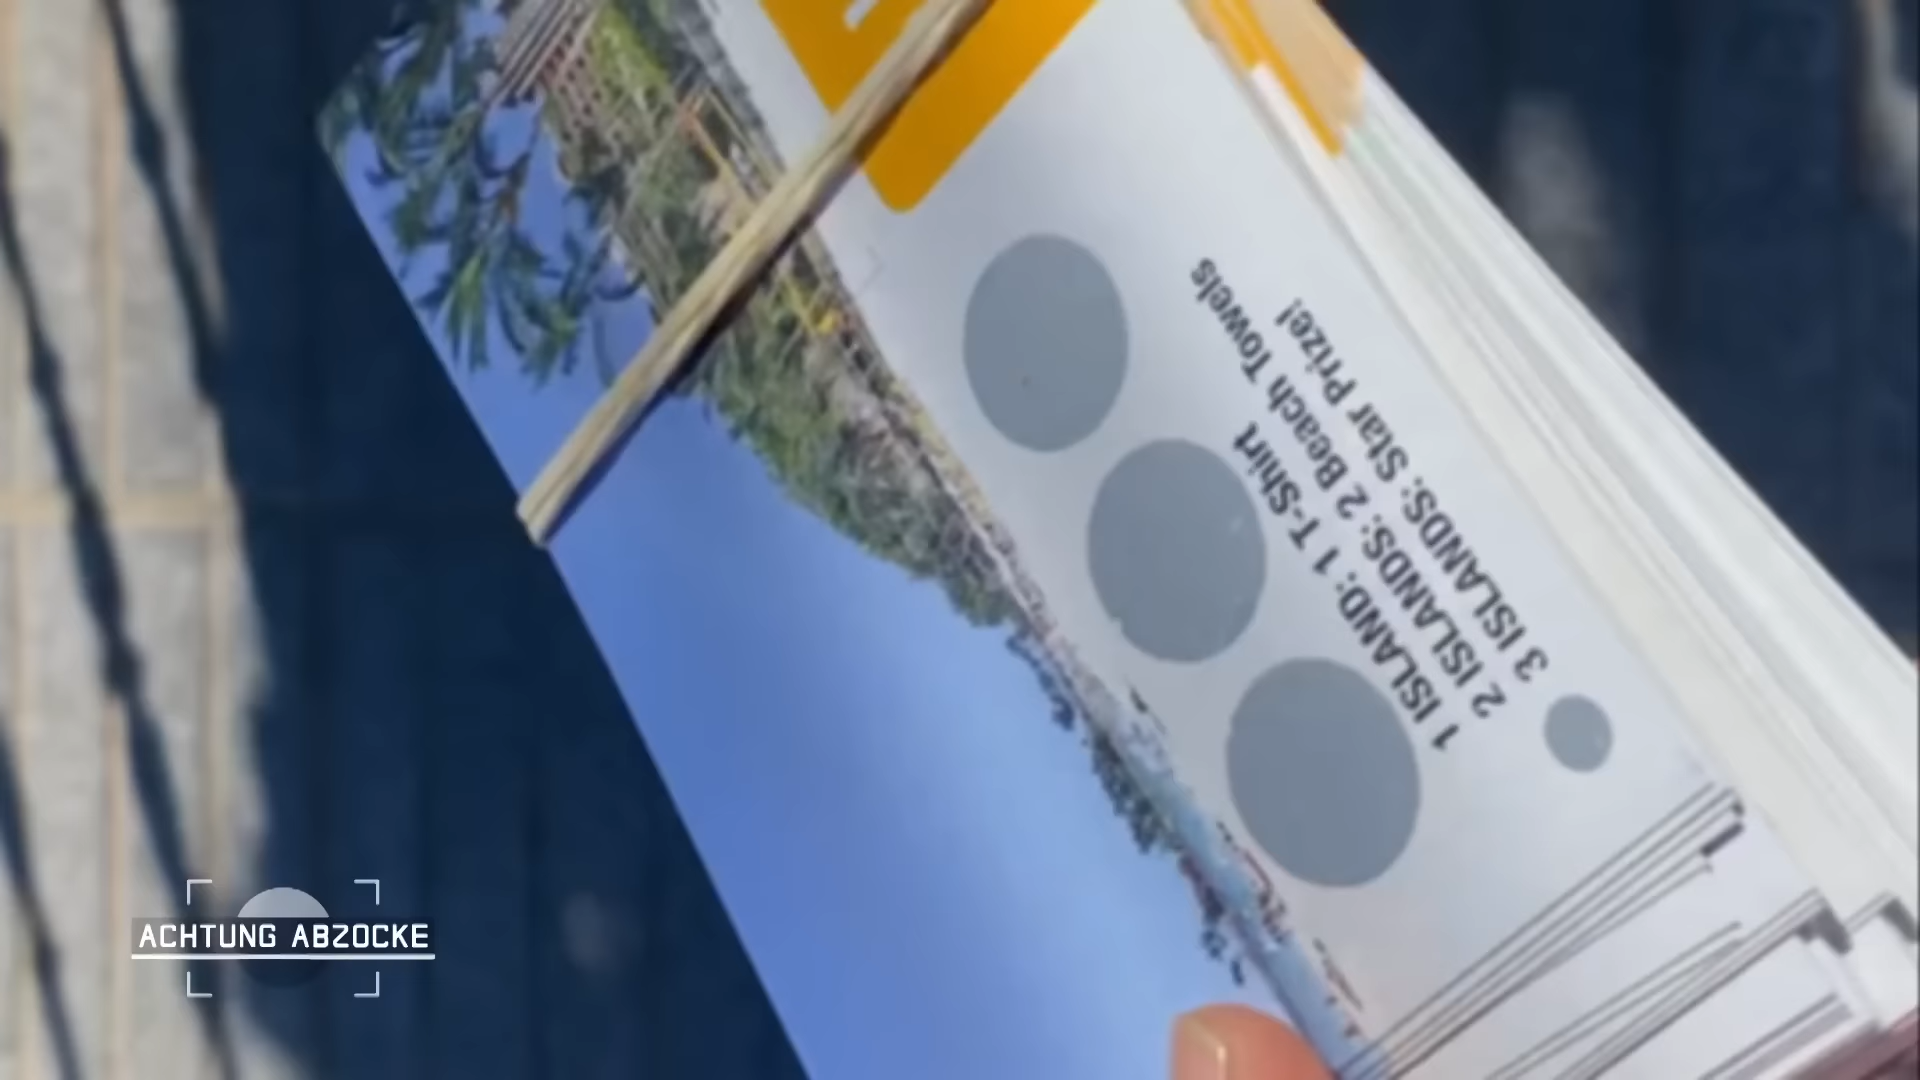 1 ISLAND: 1 T-Shirt
2 ISLANDS: 2 Beach Towels
3 ISLANDS: Star Prize!
ACHTUNG ABZOCKE